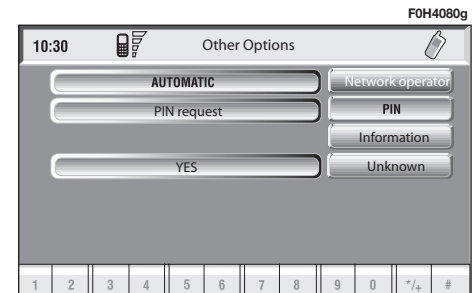 F0H4080g
10:30 Other Options
AUTOMATIC Network operator
PIN request PIN
Information
YES Unknown
1 2 3 4 5 6 7 8 9 0 */+ #